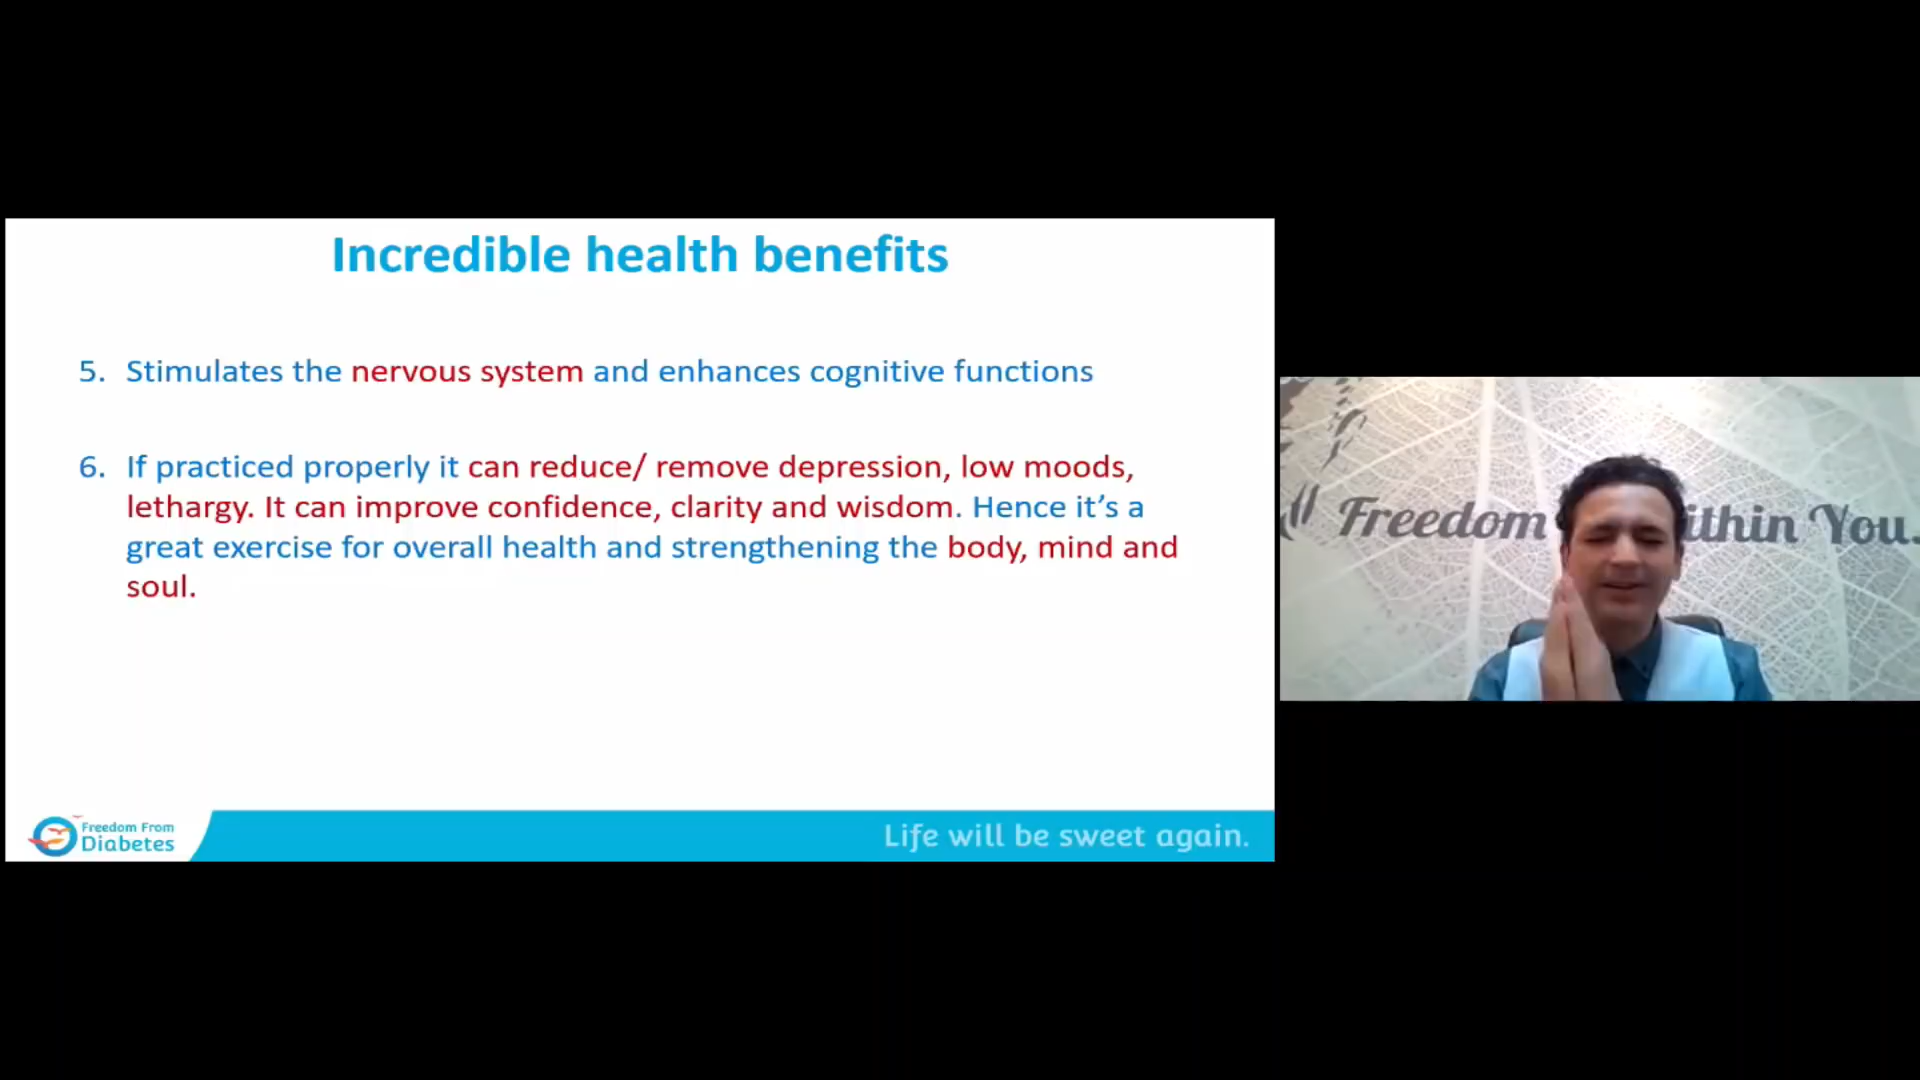 Incredible health benefits
5. Stimulates the nervous system and enhances cognitive functions
6. If practiced properly it can reduce/ remove depression, low moods,
lethargy. It can improve confidence, clarity and wisdom. Hence it’s a
great exercise for overall health and strengthening the body, mind and
soul.
Freedom From
Diabetes
Life will be sweet again.
Freedom ithin You.